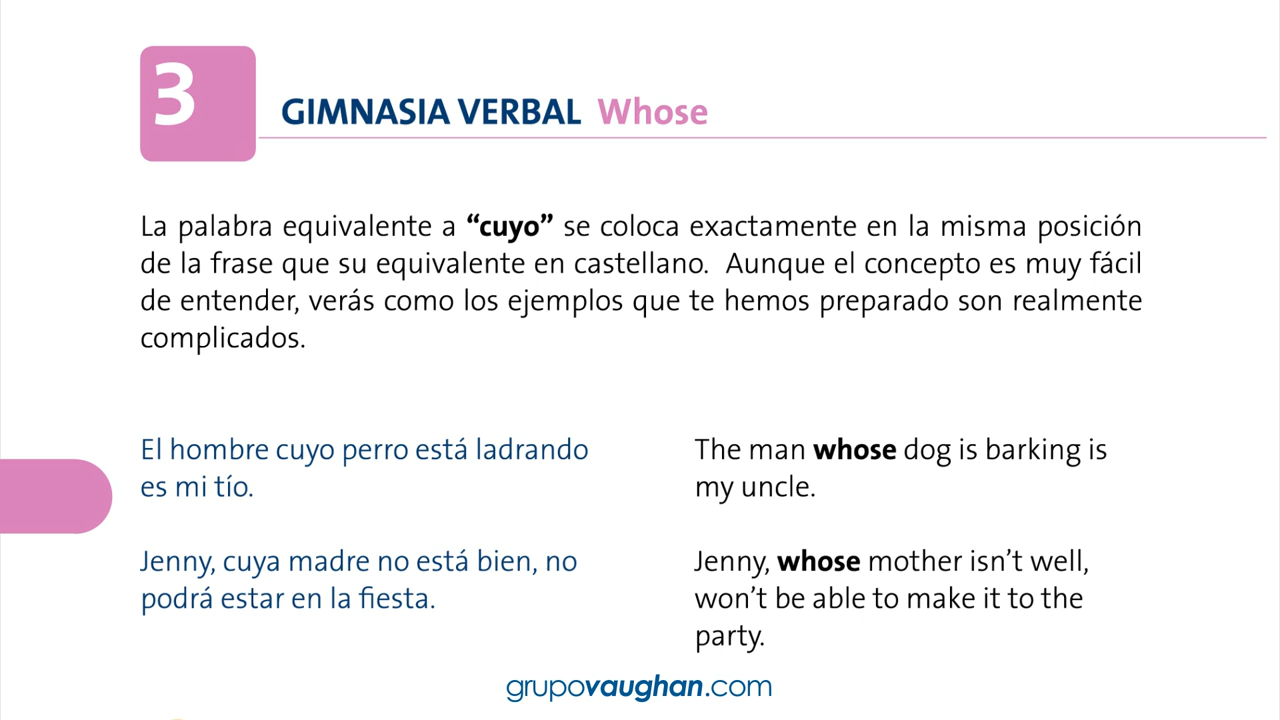 3
GIMNASIA VERBAL Whose
La palabra equivalente a “cuyo” se coloca exactamente en la misma posición
de la frase que su equivalente en castellano. Aunque el concepto es muy fácil
de entender, verás como los ejemplos que te hemos preparado son realmente
complicados.
El hombre cuyo perro está ladrando
es mi tío.
The man whose dog is barking is
my uncle.
Jenny, cuya madre no está bien, no
podrá estar en la fiesta.
Jenny, whose mother isn’t well,
won’t be able to make it to the
party.
grupovaughan.com